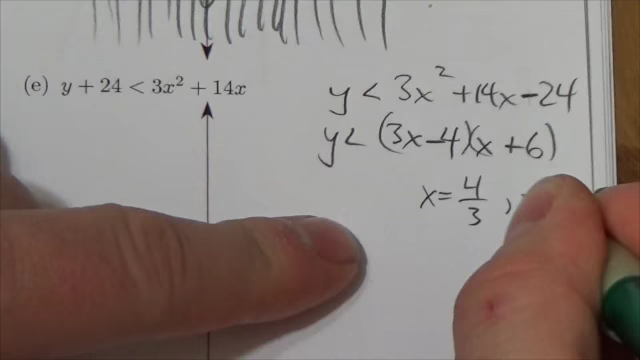 (e) y + 24 < 3x² + 14x
y < 3x² + 14x - 24
y < (3x - 4)(x + 6)
x = 4/3 ,